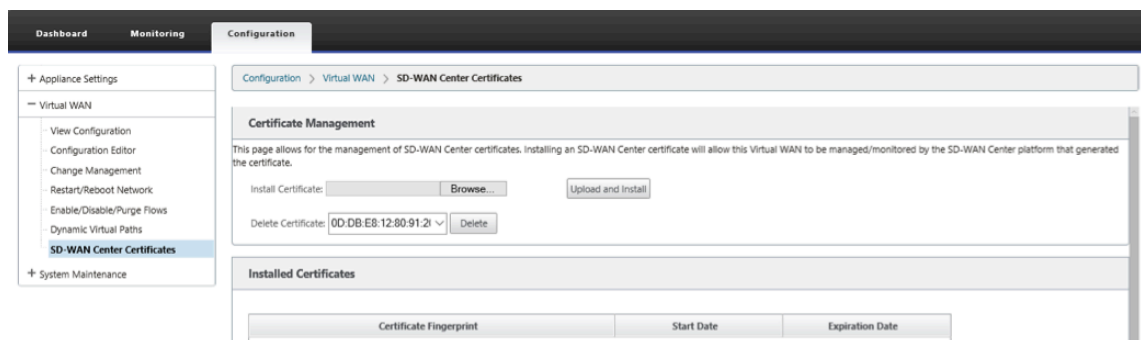 Dashboard Monitoring Configuration
+ Appliance Settings
− Virtual WAN
View Configuration
Configuration Editor
Change Management
Restart/Reboot Network
Enable/Disable/Purge Flows
Dynamic Virtual Paths
SD-WAN Center Certificates
+ System Maintenance
Configuration > Virtual WAN > SD-WAN Center Certificates
Certificate Management
This page allows for the management of SD-WAN Center certificates. Installing an SD-WAN Center certificate will allow this Virtual WAN to be managed/monitored by the SD-WAN Center platform that generated
the certificate.
Install Certificate: Browse... Upload and Install
Delete Certificate: 0D:DB:E8:12:80:91:2 Delete
Installed Certificates
Certificate Fingerprint Start Date Expiration Date